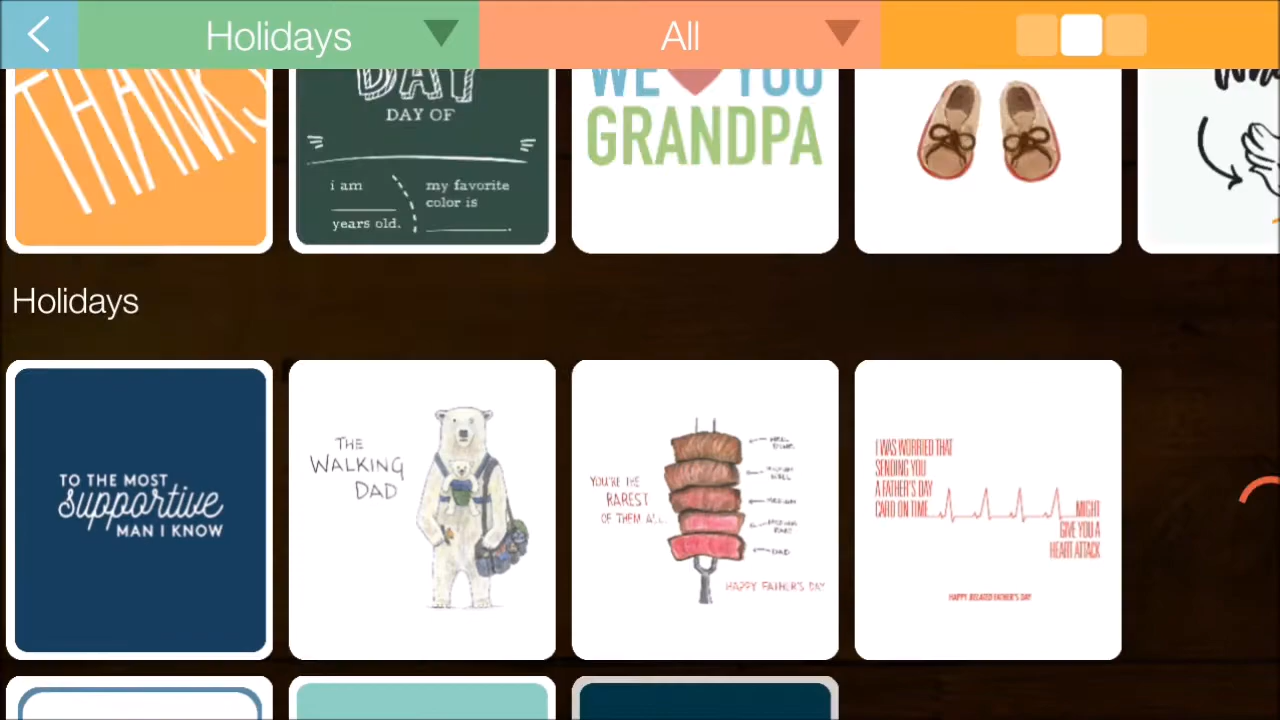 Holidays
All
THANKS
DAY
DAY OF
i am
years old.
my favorite
color is
WE YOU
GRANDPA
Holidays
TO THE MOST
supportive
MAN I KNOW
THE
WALKING
DAD
YOU'RE THE
RAREST
OF THEM ALL...
MEDIUM
DAD
HAPPY FATHER'S DAY
I WAS WORRIED THAT
SENDING YOU
A FATHER'S DAY
CARD ON TIME
MIGHT
GIVE YOU A
HEART ATTACK
HAPPY BELATED FATHER'S DAY